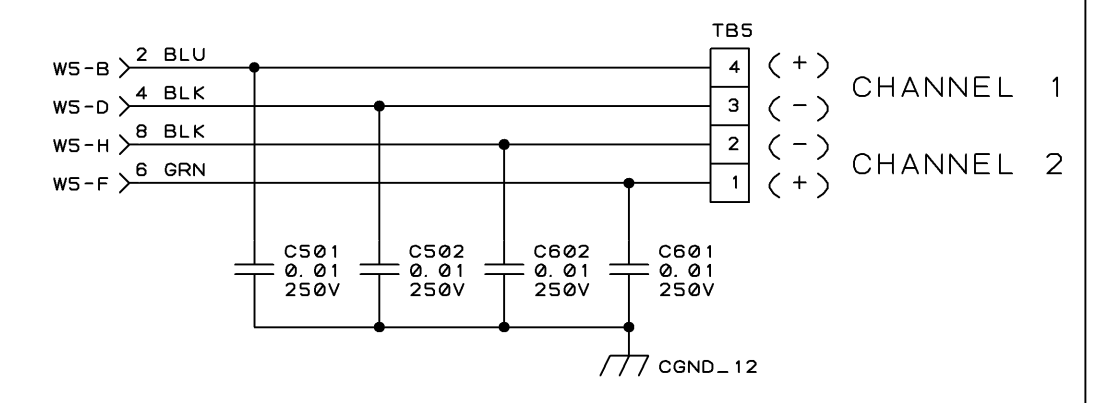 TB5
W5-B 2 BLU 4 (+)
CHANNEL 1
W5-D 4 BLK 3 (-)
W5-H 8 BLK 2 (-)
CHANNEL 2
W5-F 6 GRN 1 (+)
C501 C502 C602 C601
0.01 0.01 0.01 0.01
250V 250V 250V 250V
CGND_12